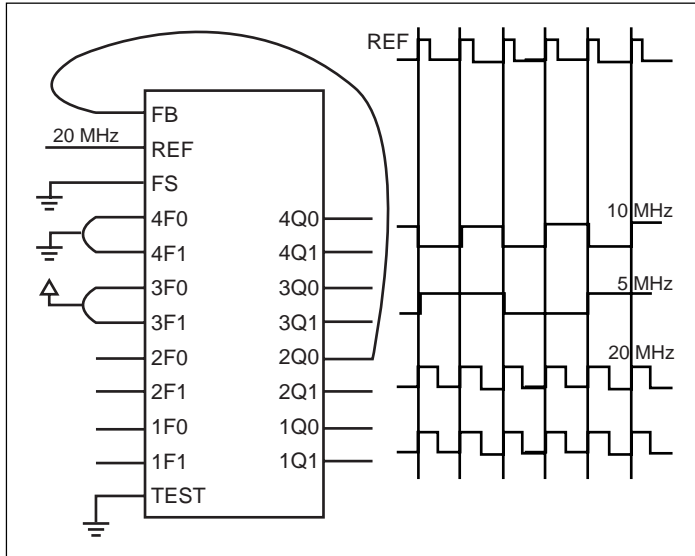 REF
FB
20 MHz
REF
FS
4F0
4Q0
10 MHz
4F1
4Q1
3F0
3Q0
5 MHz
3F1
3Q1
2F0
2Q0
20 MHz
2F1
2Q1
1F0
1Q0
1F1
1Q1
TEST